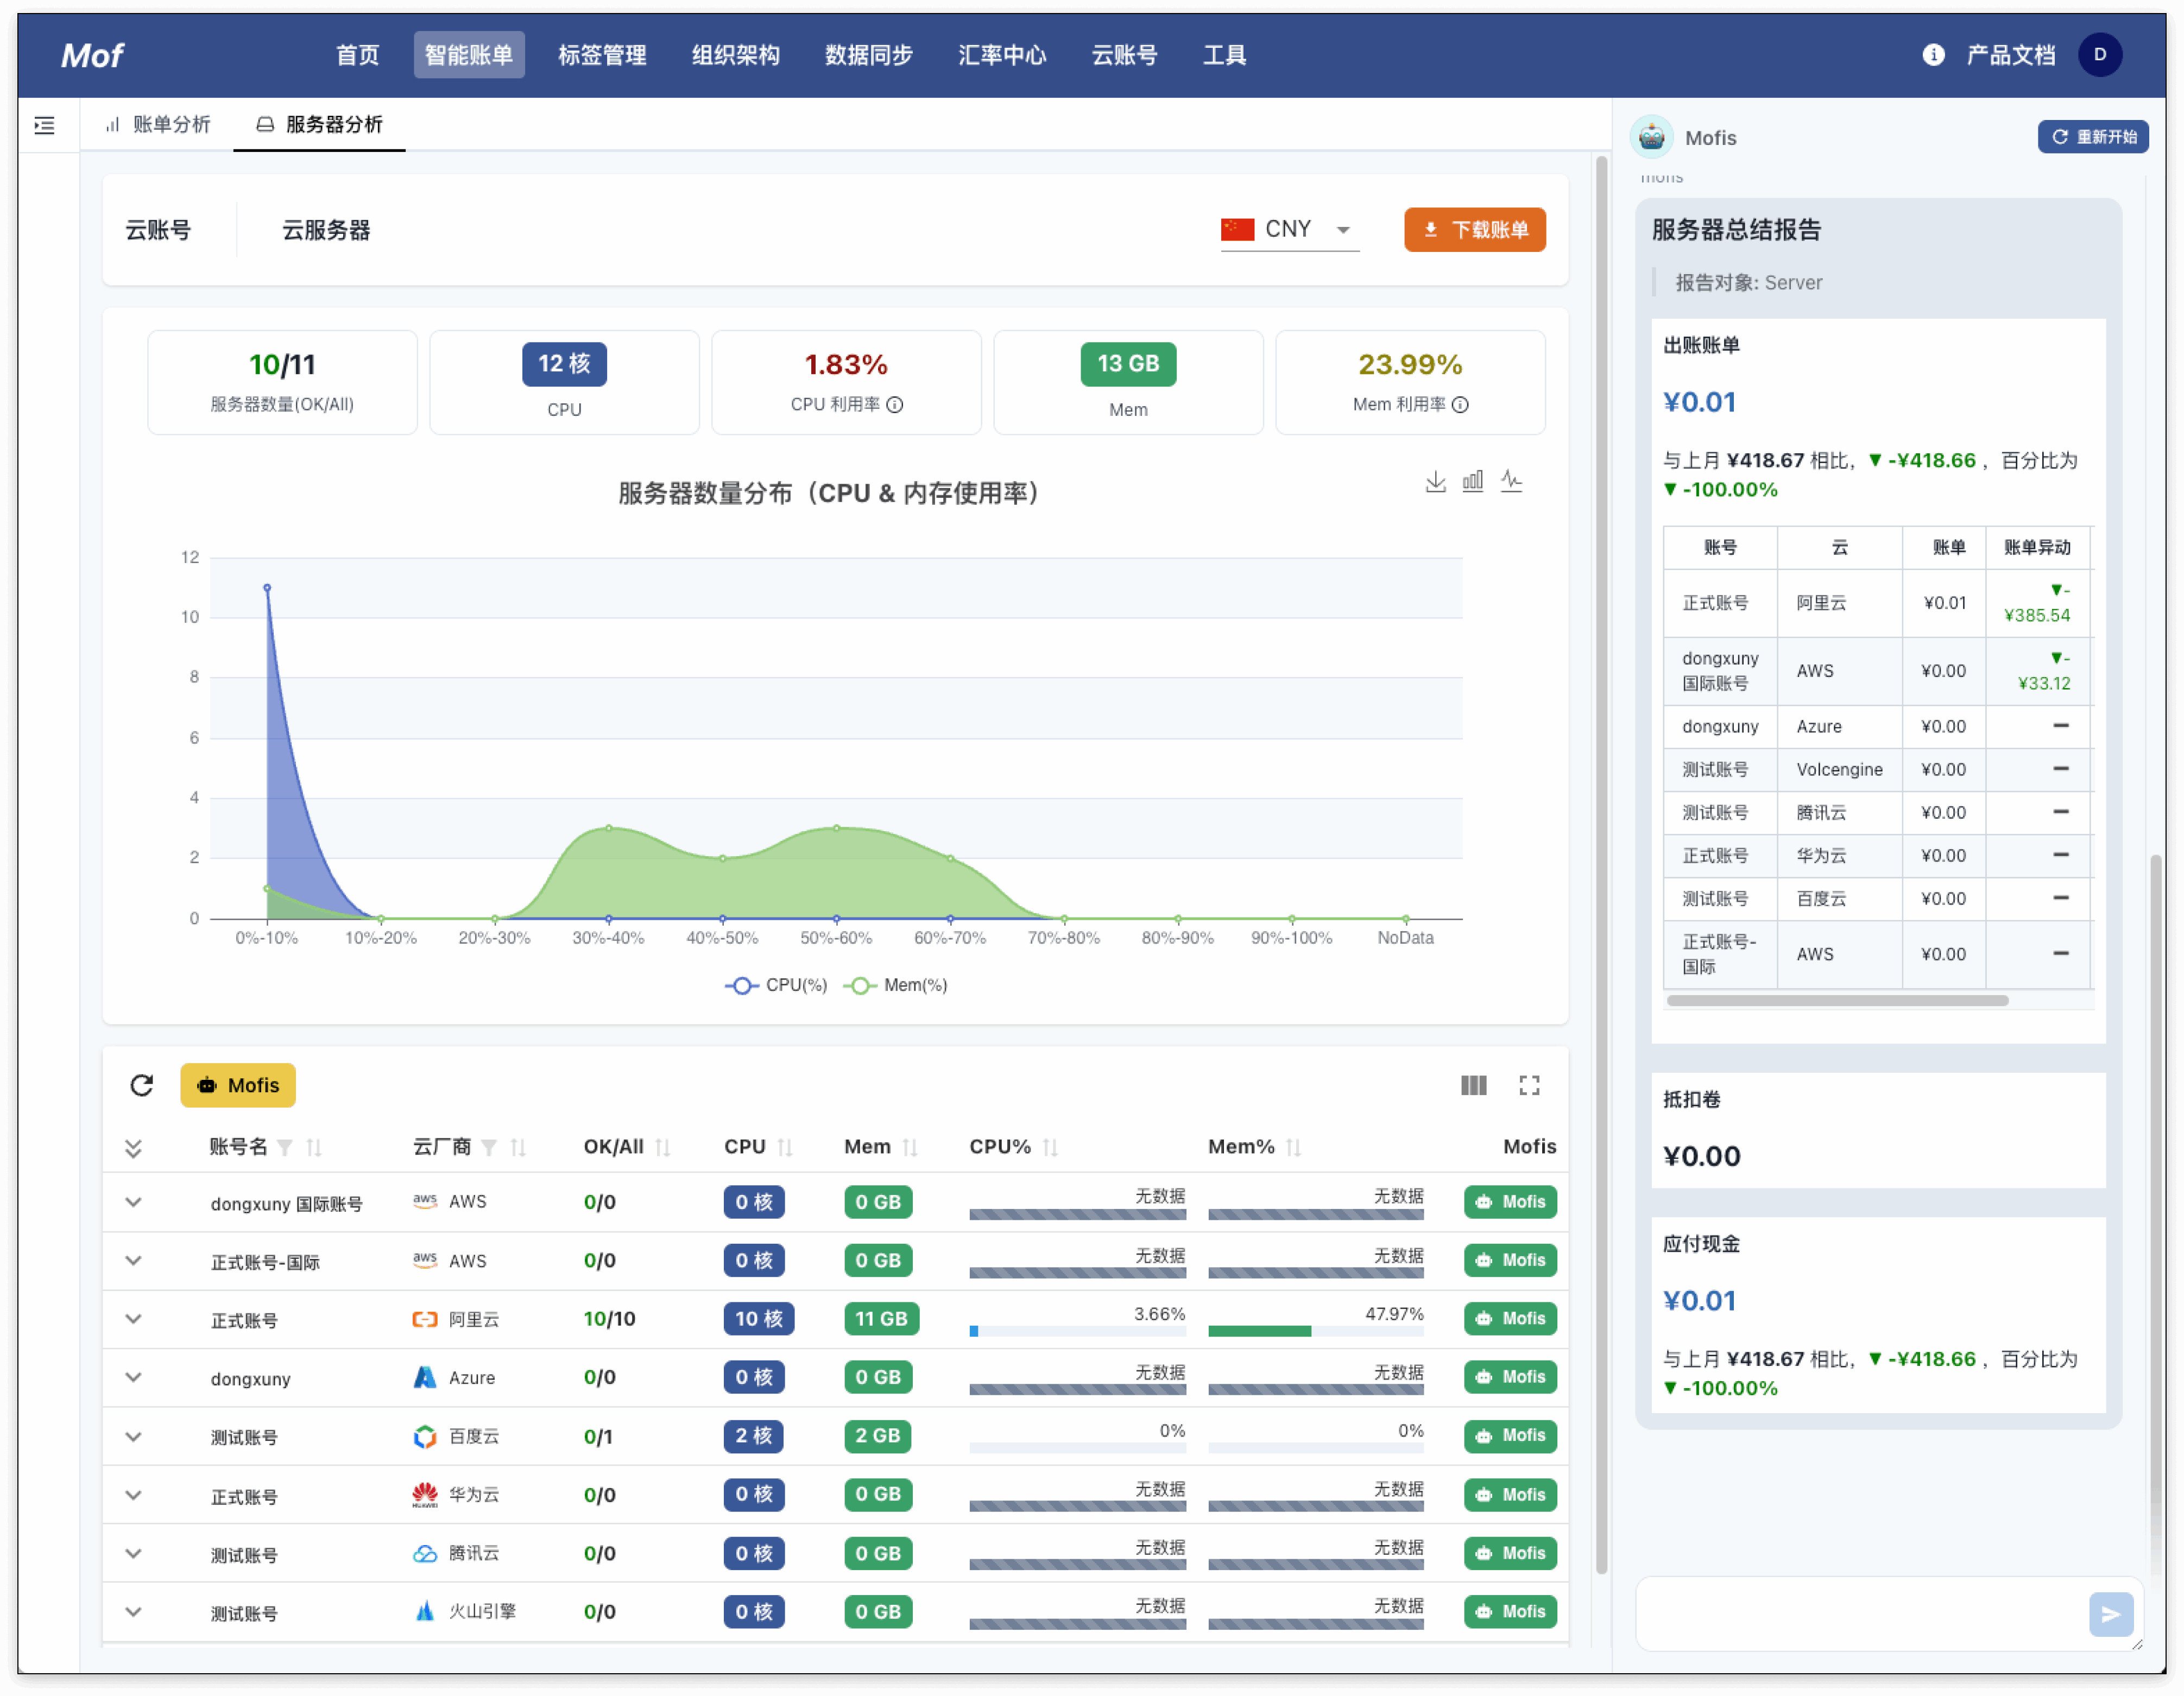 Mof
首页 智能账单 标签管理 组织架构 数据同步 汇率中心 云账号 工具 产品文档 D
账单分析 服务器分析
云账号 云服务器 CNY 下载账单
10/11 12 核 1.83% 13 GB 23.99%
服务器数量(OK/All) CPU CPU 利用率 Mem Mem 利用率
服务器数量分布（CPU & 内存使用率）
12
10
8
6
4
2
0
0%-10% 10%-20% 20%-30% 30%-40% 40%-50% 50%-60% 60%-70% 70%-80% 80%-90% 90%-100% NoData
CPU(%) Mem(%)
Mofis
账号名 云厂商 OK/All CPU Mem CPU% Mem% Mofis
dongxuny 国际账号 aws AWS 0/0 0 核 0 GB 无数据 无数据 Mofis
正式账号-国际 aws AWS 0/0 0 核 0 GB 无数据 无数据 Mofis
正式账号 阿里云 10/10 10 核 11 GB 3.66% 47.97% Mofis
dongxuny Azure 0/0 0 核 0 GB 无数据 无数据 Mofis
测试账号 百度云 0/1 2 核 2 GB 0% 0% Mofis
正式账号 HUAWEI 华为云 0/0 0 核 0 GB 无数据 无数据 Mofis
测试账号 腾讯云 0/0 0 核 0 GB 无数据 无数据 Mofis
测试账号 火山引擎 0/0 0 核 0 GB 无数据 无数据 Mofis
Mofis 重新开始
mofis
服务器总结报告
报告对象: Server
出账账单
¥0.01
与上月 ¥418.67 相比, ▼ -¥418.66 , 百分比为
▼ -100.00%
账号 云 账单 账单异动
正式账号 阿里云 ¥0.01 ▼-
¥385.54
dongxuny
国际账号 AWS ¥0.00 ▼-
¥33.12
dongxuny Azure ¥0.00 —
测试账号 Volcengine ¥0.00 —
测试账号 腾讯云 ¥0.00 —
正式账号 华为云 ¥0.00 —
测试账号 百度云 ¥0.00 —
正式账号-
国际 AWS ¥0.00 —
抵扣卷
¥0.00
应付现金
¥0.01
与上月 ¥418.67 相比, ▼ -¥418.66 , 百分比为
▼ -100.00%